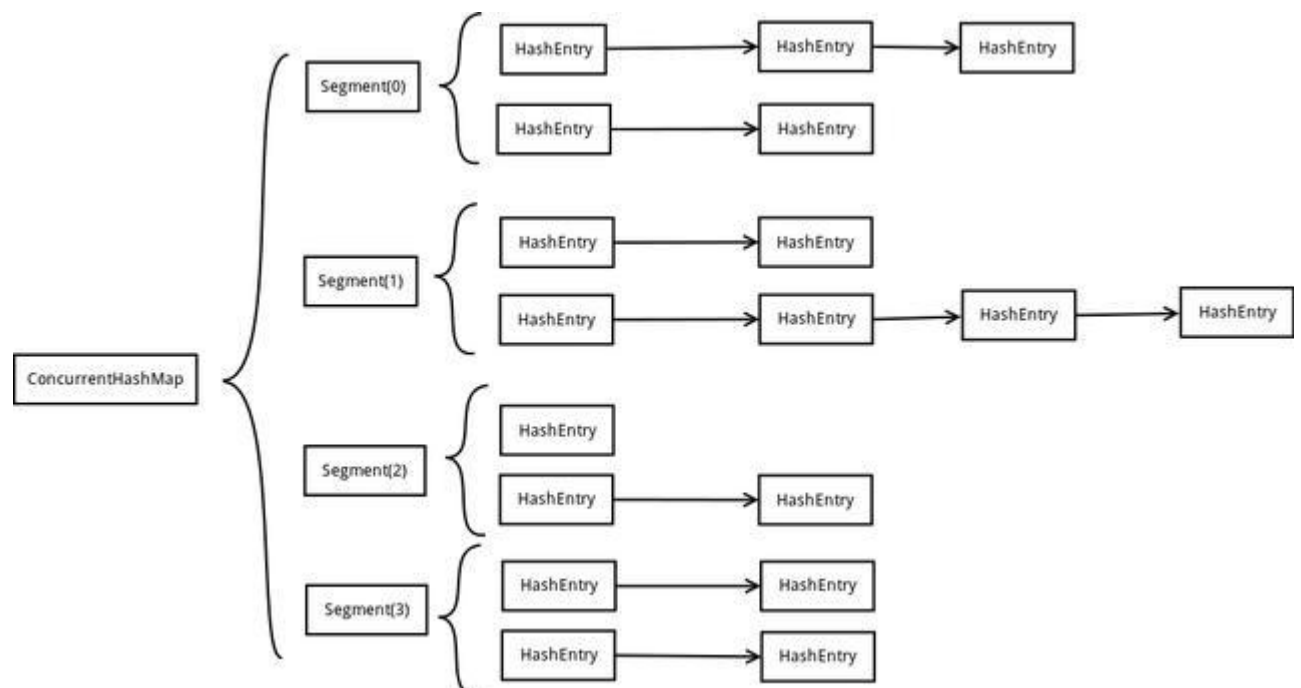 HashEntry HashEntry HashEntry
Segment(0)
HashEntry HashEntry
HashEntry HashEntry
Segment(1)
HashEntry HashEntry HashEntry HashEntry
ConcurrentHashMap
HashEntry
Segment(2)
HashEntry HashEntry
HashEntry HashEntry
Segment(3)
HashEntry HashEntry